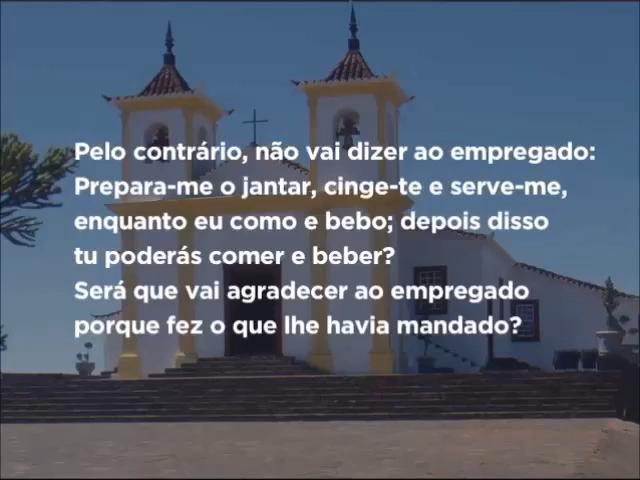 Pelo contrário, não vai dizer ao empregado:
Prepara-me o jantar, cinge-te e serve-me,
enquanto eu como e bebo; depois disso
tu poderás comer e beber?
Será que vai agradecer ao empregado
porque fez o que lhe havia mandado?